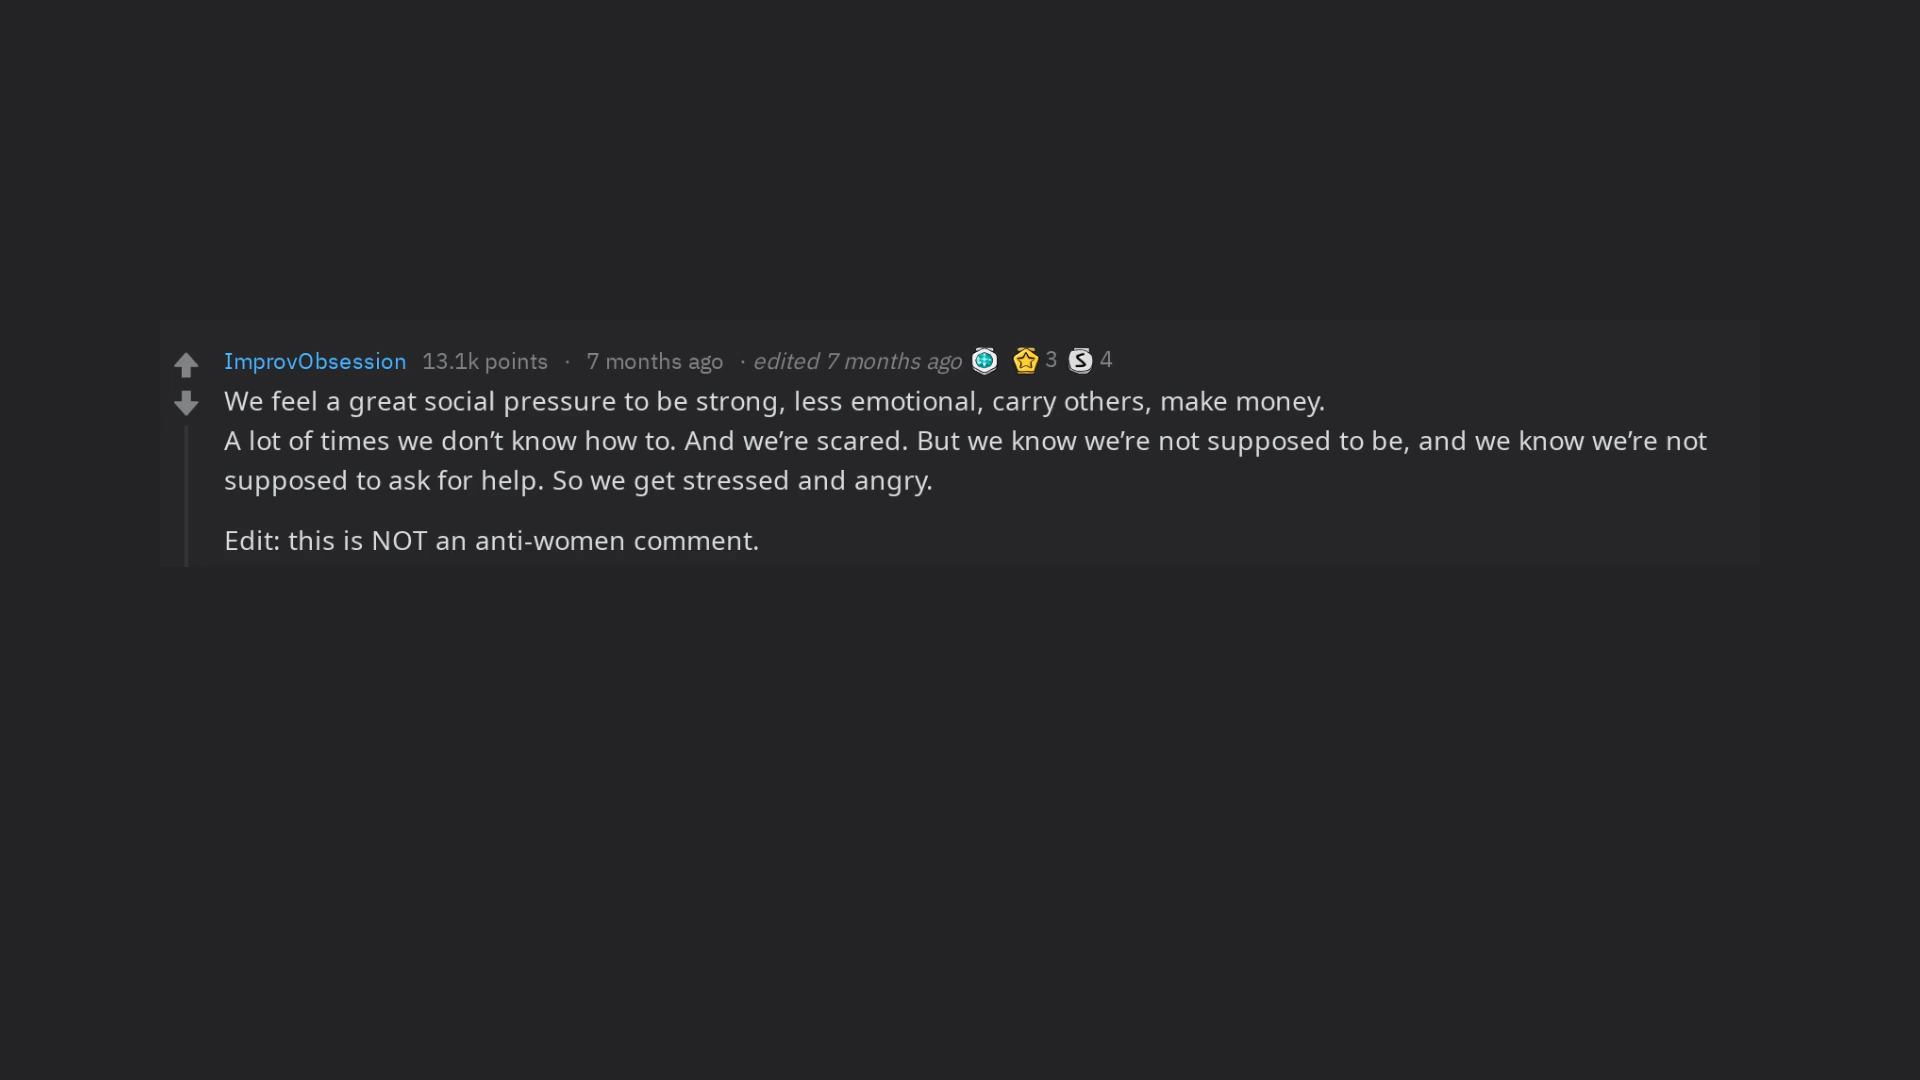 ImprovObsession 13.1k points · 7 months ago · edited 7 months ago 3 S 4
We feel a great social pressure to be strong, less emotional, carry others, make money.
A lot of times we don’t know how to. And we’re scared. But we know we’re not supposed to be, and we know we’re not
supposed to ask for help. So we get stressed and angry.
Edit: this is NOT an anti-women comment.